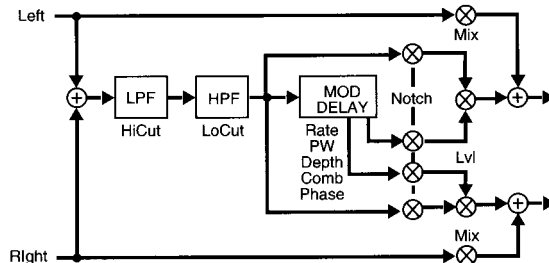 Left
Mix
LPF
HPF
MOD
DELAY
Notch
HiCut
LoCut
Rate
PW
Depth
Comb
Phase
Lvl
Mix
RIght